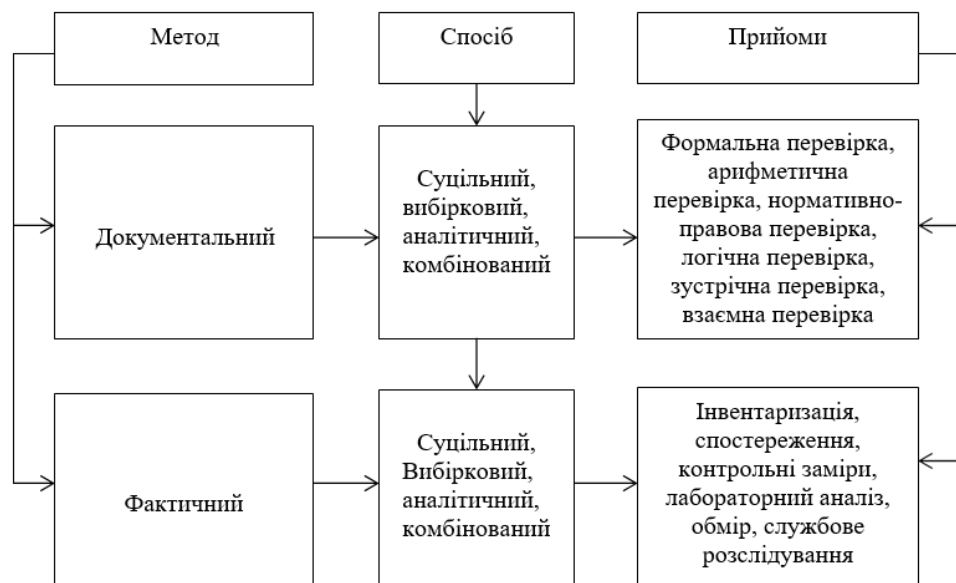 Метод
Спосіб
Прийоми
Документальний
Суцільний,
вибірковий,
аналітичний,
комбінований
Формальна перевірка,
арифметична
перевірка, нормативно-
правова перевірка,
логічна перевірка,
зустрічна перевірка,
взаємна перевірка
Фактичний
Суцільний,
Вибірковий,
аналітичний,
комбінований
Інвентаризація,
спостереження,
контрольні заміри,
лабораторний аналіз,
обмір, службове
розслідування